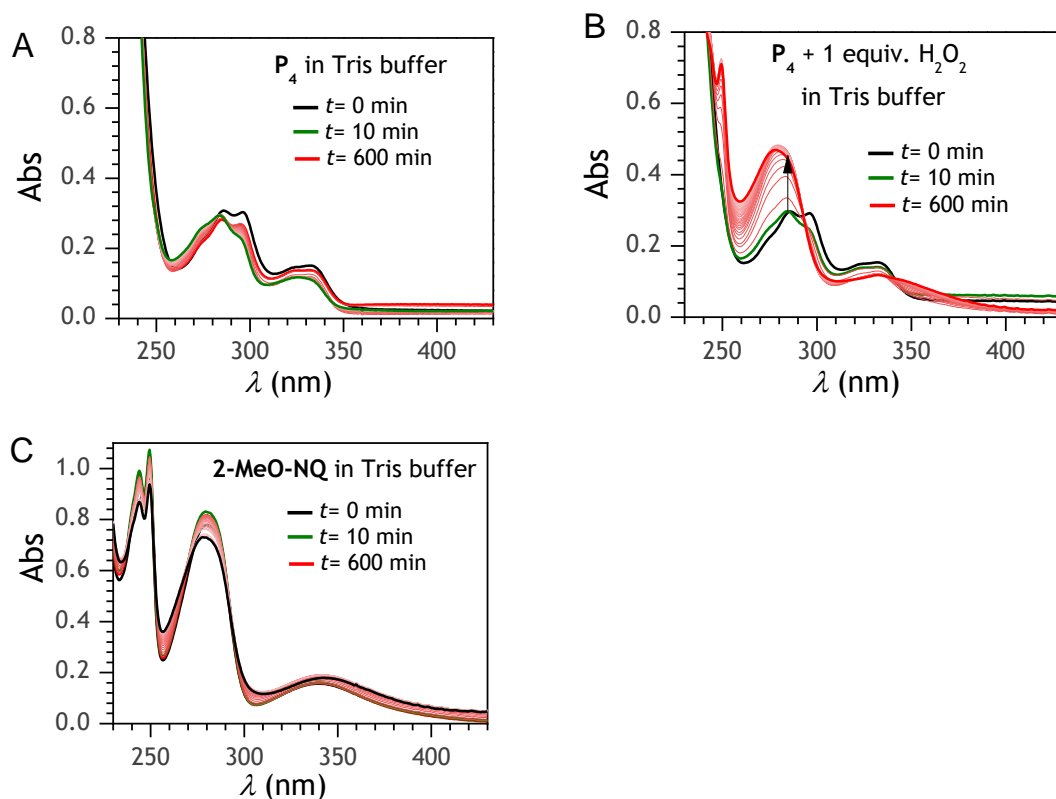 A
P₄ in Tris buffer
t= 0 min
t= 10 min
t= 600 min
0.8
0.6
0.4
0.2
0.0
Abs
250 300 350 400
λ (nm)
B
P₄ + 1 equiv. H₂O₂
in Tris buffer
t= 0 min
t= 10 min
t= 600 min
0.8
0.6
0.4
0.2
0.0
Abs
250 300 350 400
λ (nm)
C
2-MeO-NQ in Tris buffer
t= 0 min
t= 10 min
t= 600 min
1.0
0.8
0.6
0.4
0.2
0.0
Abs
250 300 350 400
λ (nm)